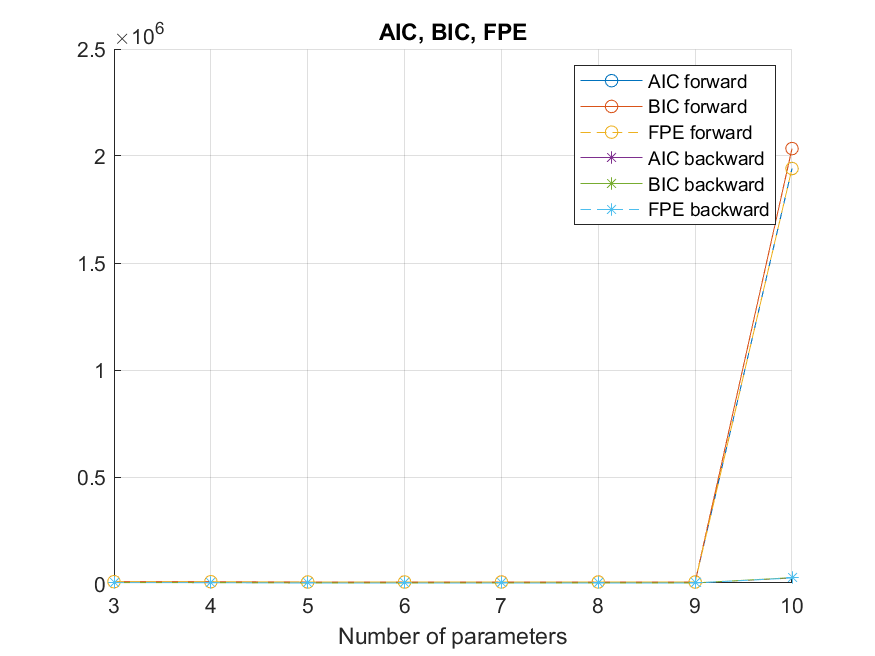 AIC, BIC, FPE
×10⁶
2.5
2
1.5
1
0.5
0
3 4 5 6 7 8 9 10
Number of parameters
AIC forward
BIC forward
FPE forward
AIC backward
BIC backward
FPE backward